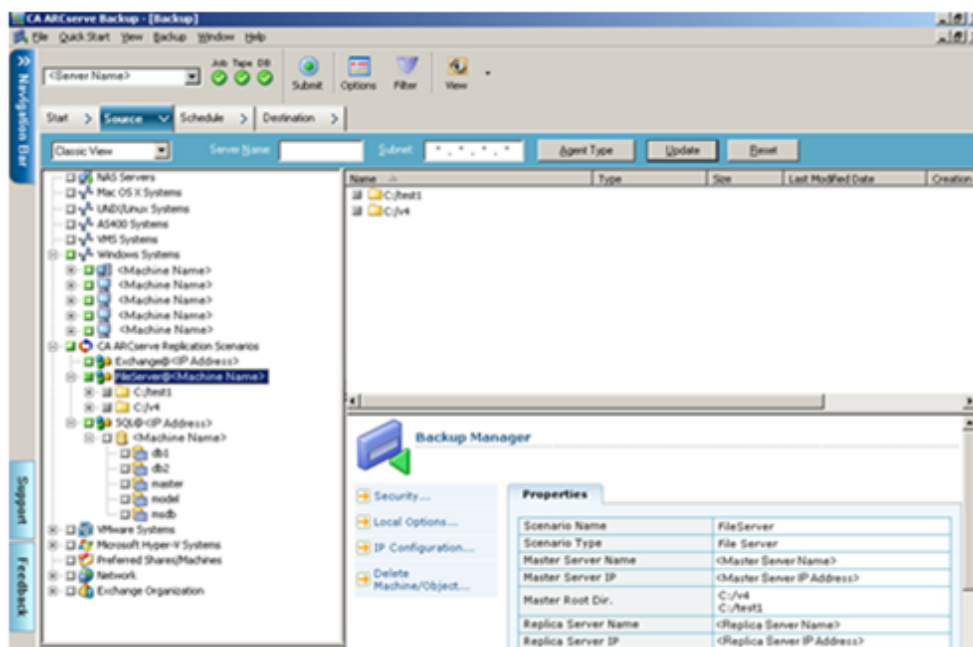 CA ARCserve Backup - [Backup]
File Quick Start View Backup Window Help
<Server Name>
Job Tape DB
Submit
Options
Filter
View
Start > Source Schedule > Destination >
Classic View
Server Name:
Subnet:
* . * . * . *
Agent Type
Update
Reset
Navigation Bar
Support
Feedback
NAS Servers
Mac OS X Systems
UNIX/Linux Systems
AS400 Systems
VMS Systems
Windows Systems
<Machine Name>
<Machine Name>
<Machine Name>
<Machine Name>
<Machine Name>
CA ARCserve Replication Scenarios
Exchange@<IP Address>
FileServer@<Machine Name>
C:/test1
C:/v4
SQL@<IP Address>
<Machine Name>
db1
db2
master
model
msdb
VMware Systems
Microsoft Hyper-V Systems
Preferred Shares/Machines
Network
Exchange Organization
Name Type Size Last Modified Date Creation
C:/test1
C:/v4
Backup Manager
Security...
Local Options...
IP Configuration...
Delete
Machine/Object...
Properties
Scenario Name FileServer
Scenario Type File Server
Master Server Name <Master Server Name>
Master Server IP <Master Server IP Address>
Master Root Dir. C:/v4
C:/test1
Replica Server Name <Replica Server Name>
Replica Server IP <Replica Server IP Address>